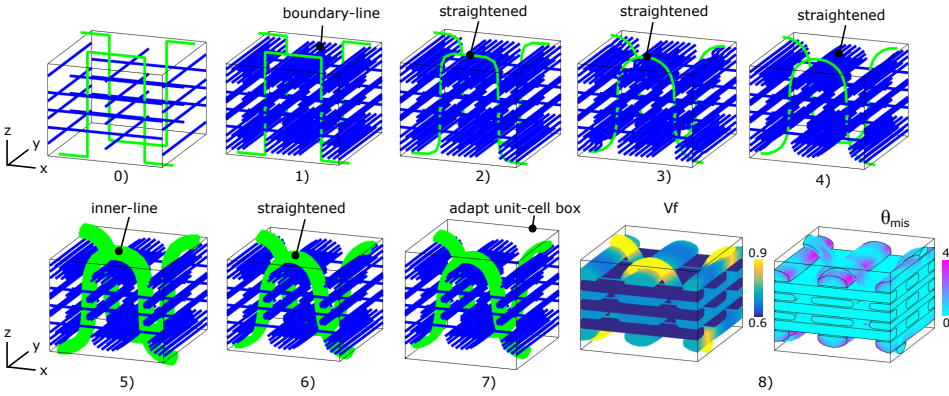 boundary-line
straightened
straightened
straightened
z
y
x
0)
1)
2)
3)
4)
inner-line
straightened
adapt unit-cell box
Vf
θmis
0.9
0.6
4
0
z
y
x
5)
6)
7)
8)